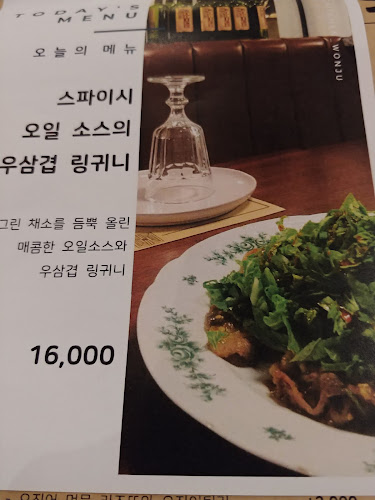 TODAY'S
MENU
오늘의 메뉴
WONJU
스파이시
오일 소스의
우삼겹 링귀니
그린 채소를 듬뿍 올린
매콤한 오일소스와
우삼겹 링귀니
16,000